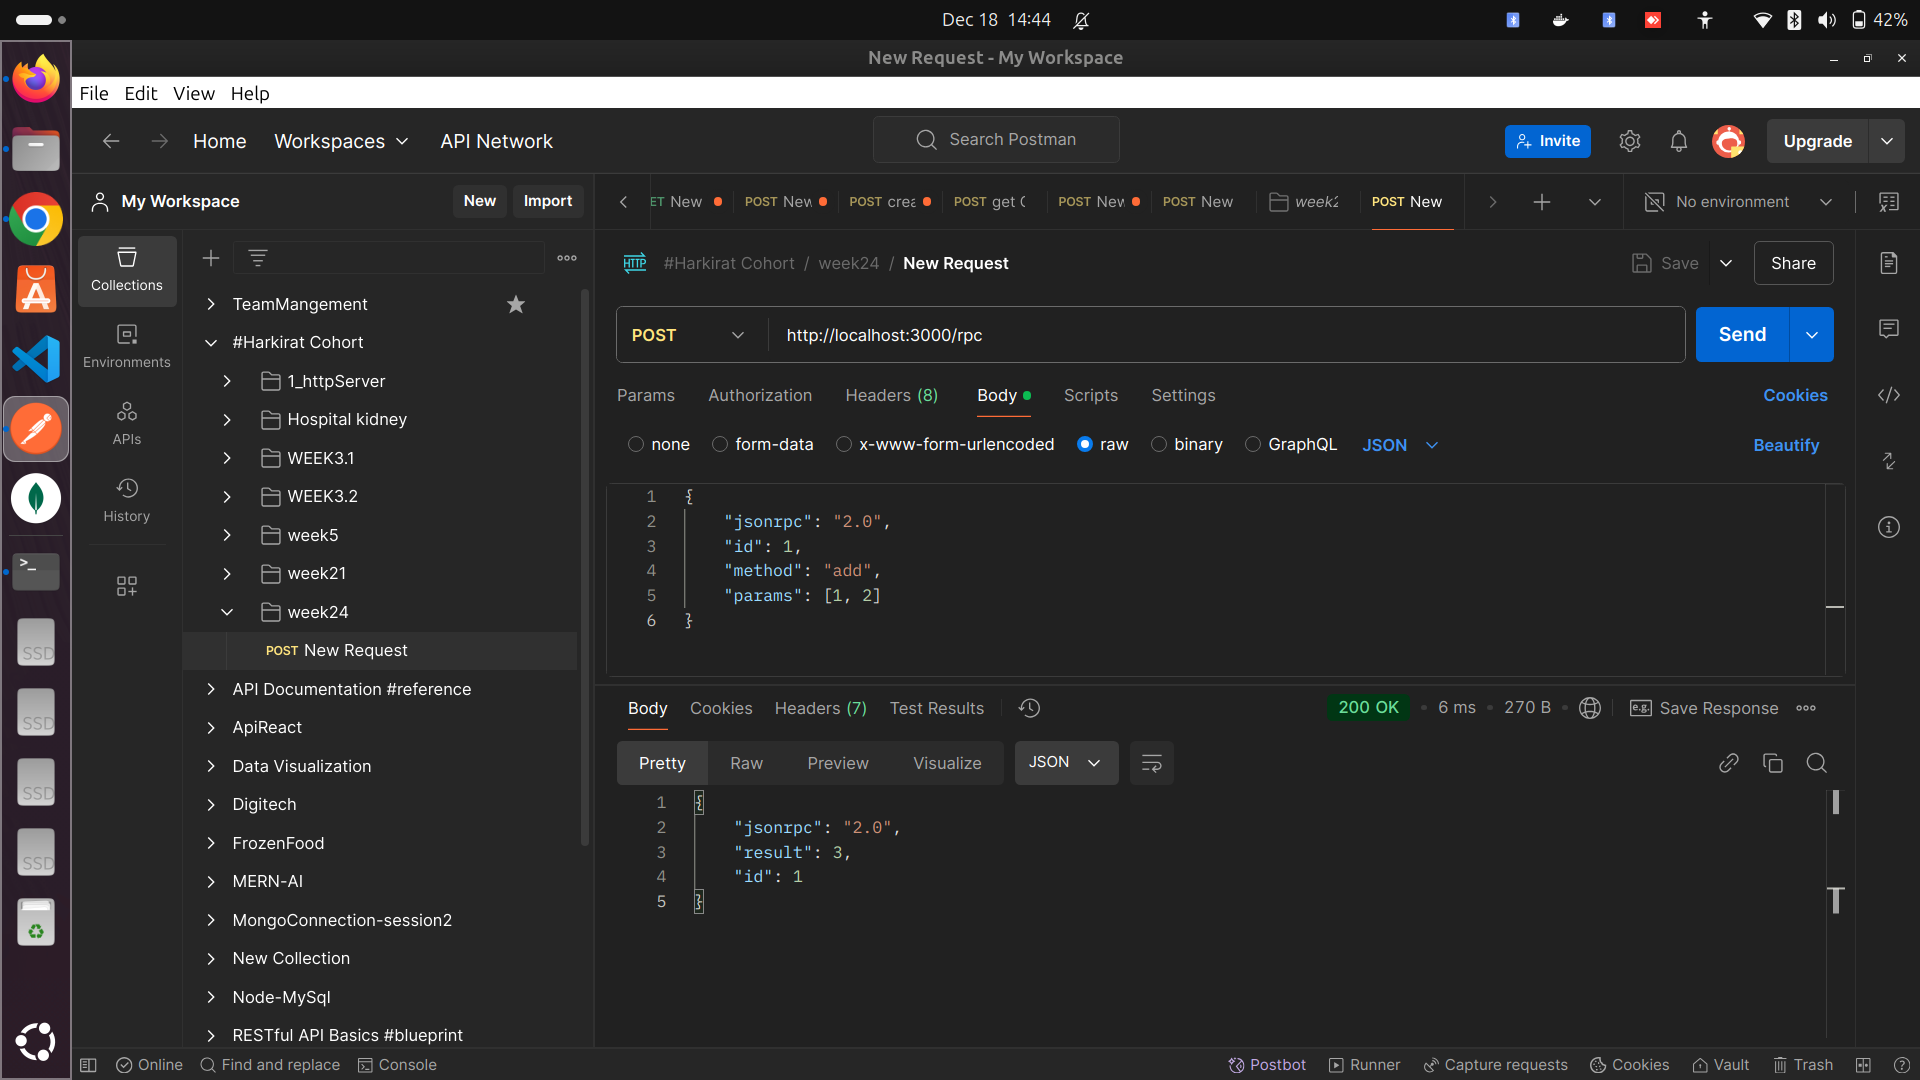 Dec 18 14:44
42%
New Request - My Workspace
File Edit View Help
Home Workspaces API Network
Search Postman
Invite
Upgrade
My Workspace
New Import
New
POST New
POST
POST get
POST New
POST New
POST New
No environment
Collections
Environments
APIs
History
TeamMangement
#Harkirat Cohort
1_httpServer
Hospital kidney
WEEK3.1
WEEK3.2
week5
week21
week24
POST New Request
API Documentation #reference
ApiReact
Data Visualization
Digitech
FrozenFood
MERN-AI
MongoConnection-session2
New Collection
Node-MySql
RESTful API Basics #blueprint
HTTP #Harkirat Cohort / week24 / New Request
Save
Share
POST http://localhost:3000/rpc
Send
Params Authorization Headers (8) Body Scripts Settings
Cookies
none form-data x-www-form-urlencoded raw binary GraphQL JSON
Beautify
1 {
2 "jsonrpc": "2.0",
3 "id": 1,
4 "method": "add",
5 "params": [1, 2]
6 }
Body Cookies Headers (7) Test Results
200 OK 6 ms 270 B
e.g. Save Response
Pretty Raw Preview Visualize JSON
1 {
2 "jsonrpc": "2.0",
3 "result": 3,
4 "id": 1
5 }
SSD
SSD
SSD
SSD
Online Find and replace Console
Postbot Runner Capture requests Cookies Vault Trash